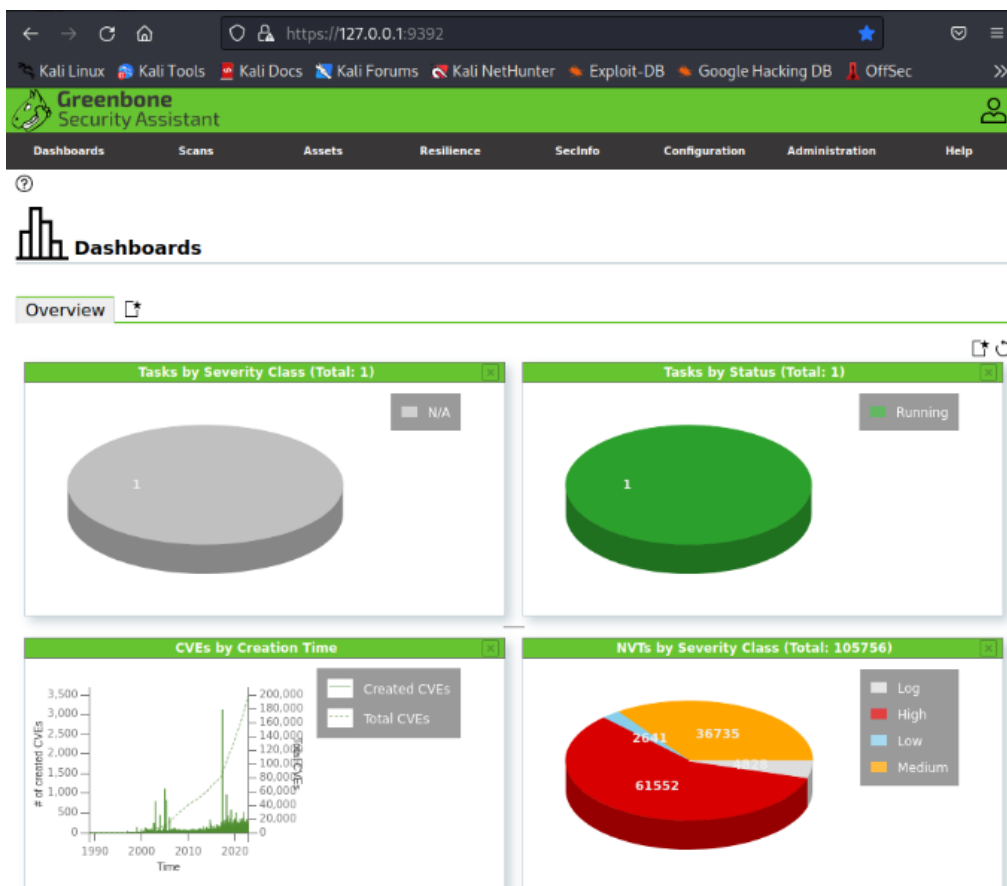 https://127.0.0.1:9392
Kali Linux Kali Tools Kali Docs Kali Forums Kali NetHunter Exploit-DB Google Hacking DB OffSec
Greenbone
Security Assistant
Dashboards Scans Assets Resilience SecInfo Configuration Administration Help
Dashboards
Overview
Tasks by Severity Class (Total: 1)
N/A
1
Tasks by Status (Total: 1)
Running
1
CVEs by Creation Time
Created CVEs
Total CVEs
# of created CVEs
3,500
3,000
2,500
2,000
1,500
1,000
500
0
200,000
180,000
160,000
140,000
120,000
100,000
80,000
60,000
40,000
20,000
0
Total CVEs
1990 2000 2010 2020
Time
NVTs by Severity Class (Total: 105756)
Log
High
Low
Medium
2641
36735
4828
61552